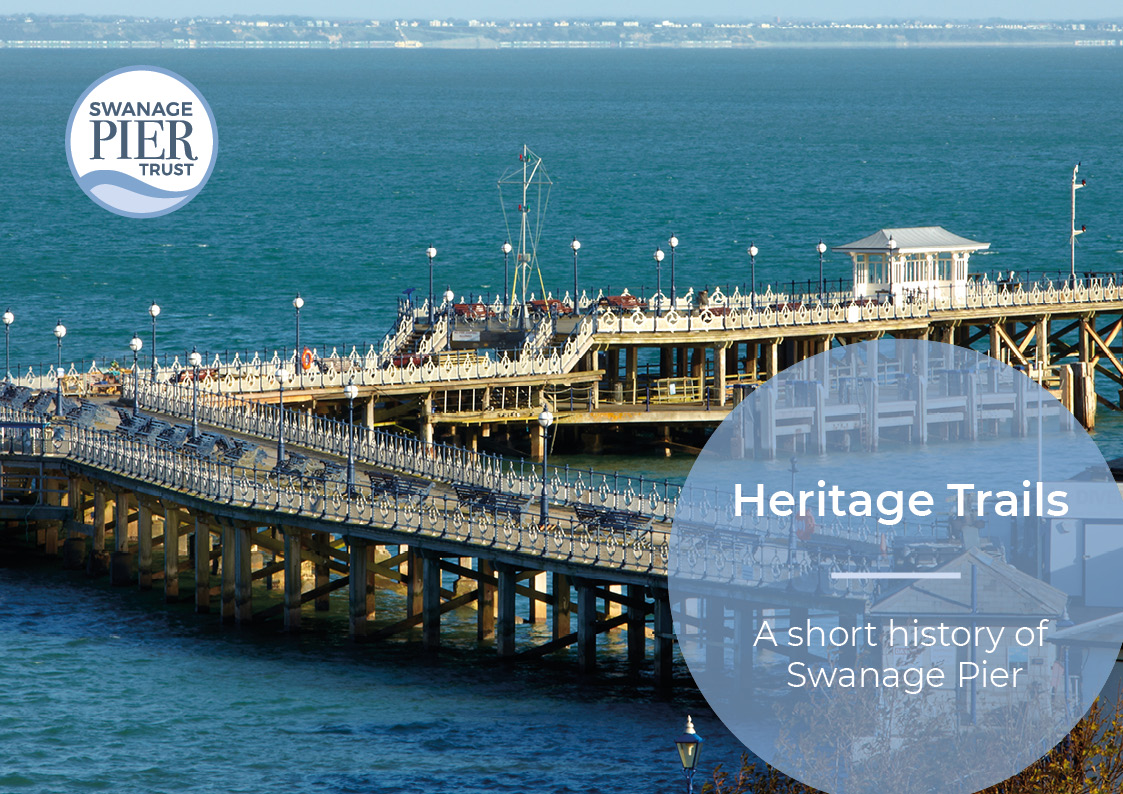 SWANAGE
PIER
TRUST
Heritage Trails
A short history of
Swanage Pier